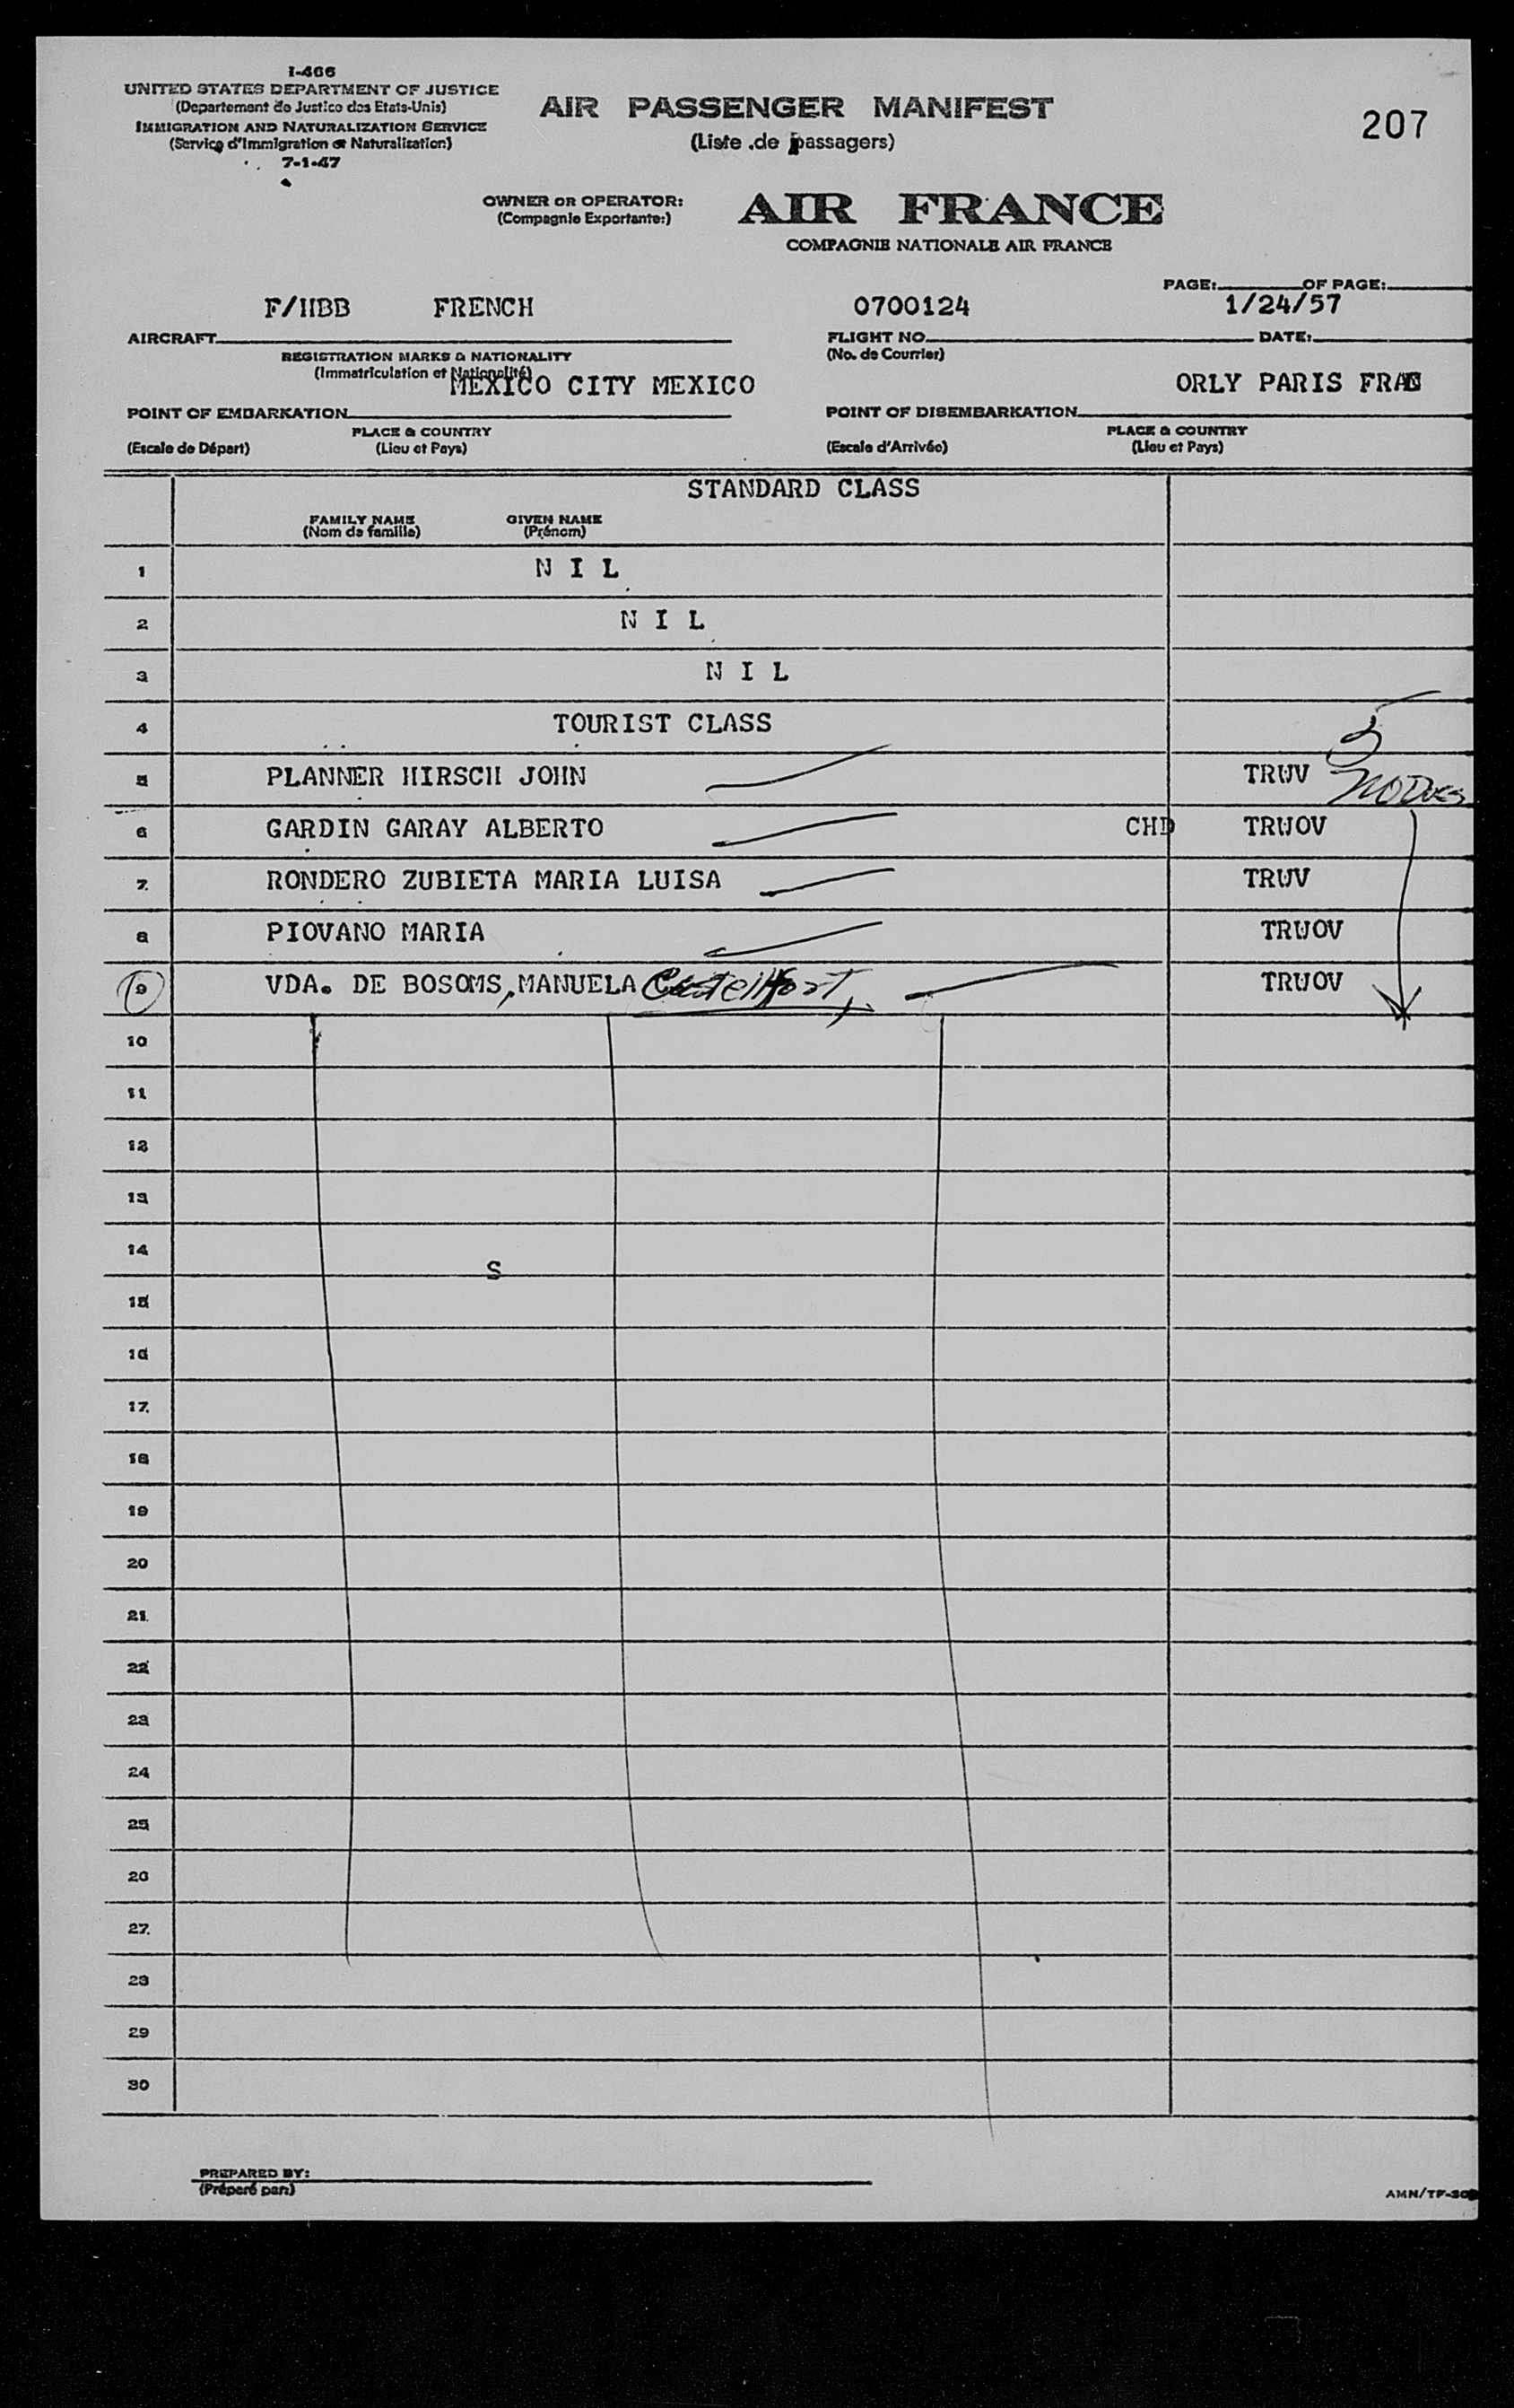 I-466
UNITED STATES DEPARTMENT OF JUSTICE
(Departement de Justice des Etats-Unis)
IMMIGRATION AND NATURALIZATION SERVICE
(Service d'Immigration et Naturalisation)
7-1-47
AIR PASSENGER MANIFEST
(Liste de passagers)
207
OWNER OR OPERATOR:
(Compagnie Exportante:)
AIR FRANCE
COMPAGNIE NATIONALE AIR FRANCE
PAGE: OF PAGE:
F/HBB FRENCH 0700124 1/24/57
AIRCRAFT FLIGHT NO DATE:
REGISTRATION MARKS & NATIONALITY (No. de Courrier)
(Immatriculation et Nationalité)
MEXICO CITY MEXICO ORLY PARIS FRA
POINT OF EMBARKATION POINT OF DISEMBARKATION
PLACE & COUNTRY PLACE & COUNTRY
(Escale de Départ) (Lieu et Pays) (Escale d'Arrivée) (Lieu et Pays)
STANDARD CLASS
FAMILY NAME GIVEN NAME
(Nom de famille) (Prénom)
1 N I L
2 N I L
3 N I L
4 TOURIST CLASS 5
5 PLANNER HIRSCH JOHN TRWV
6 GARDIN GARAY ALBERTO CHD TRWOV
7. RONDERO ZUBIETA MARIA LUISA TRWV
8 PIOVANO MARIA TRWOV
9 VDA. DE BOSOMS, MANUELA Castellfort, TRWOV
10
11
12
13
14
S
15
16
17.
18
19
20
21.
22
23
24
25
26
27.
28
29
30
PREPARED BY:
(Préparé par:)